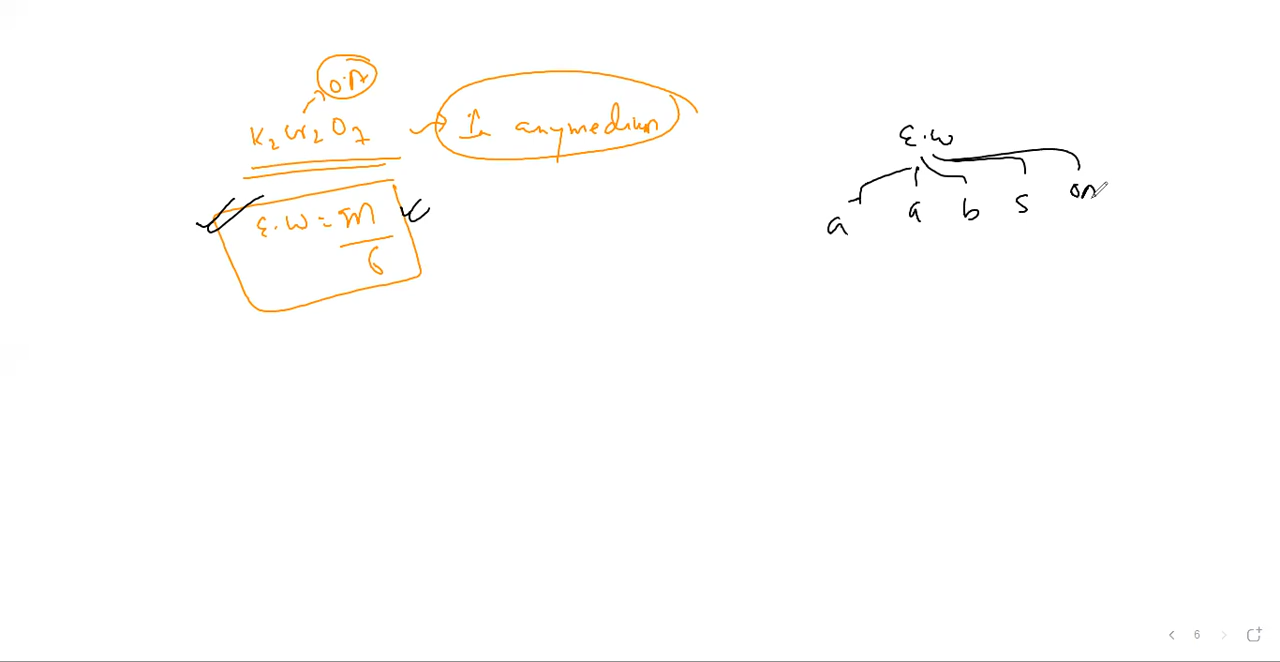 O.A
K2Cr2O7 → In anymedium
E.W = M/6
E.W
a a b s on
6